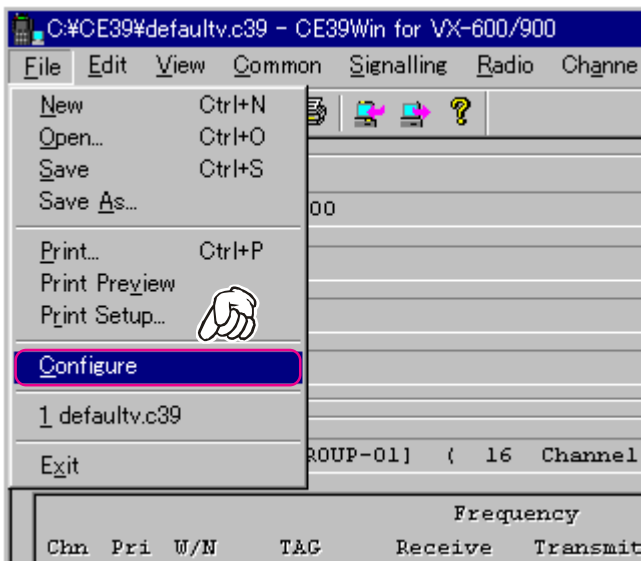 C:¥CE39¥defaultv.c39 - CE39Win for VX-600/900
File Edit View Common Signalling Radio Channe
New Ctrl+N
Open... Ctrl+O
Save Ctrl+S
Save As...
00
Print... Ctrl+P
Print Preview
Print Setup...
Configure
1 defaultv.c39
ROUP-01] ( 16 Channel
Exit
Frequency
Chn Pri W/N TAG Receive Transmit